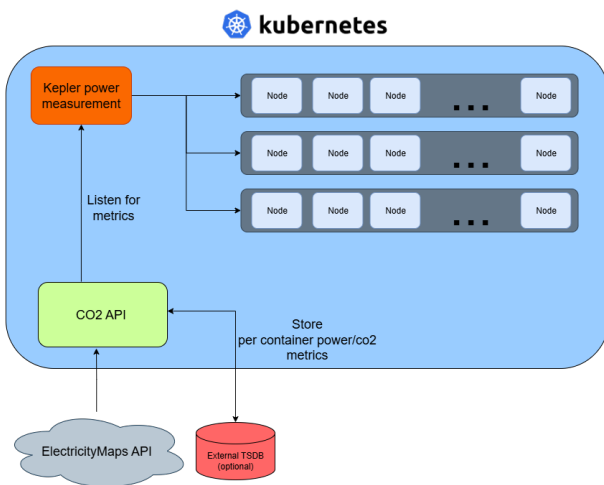 kubernetes
Kepler power
measurement
Node
Node
Node
...
Node
Node
Node
Node
...
Node
Node
Node
Node
...
Node
Listen for
metrics
CO2 API
Store
per container power/co2
metrics
ElectricityMaps API
External TSDB
(optional)